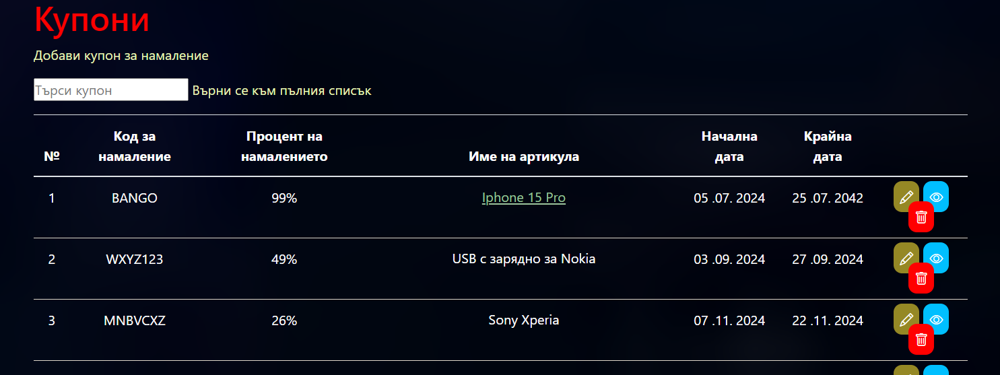 Купони
Добави купон за намаление
Търси купон Върни се към пълния списък
Код за Процент на Начална Крайна
№ намаление намалението Име на артикула дата дата
1 BANGO 99% Iphone 15 Pro 05 .07. 2024 25 .07. 2042
2 WXYZ123 49% USB с зарядно за Nokia 03 .09. 2024 27 .09. 2024
3 MNBVCXZ 26% Sony Xperia 07 .11. 2024 22 .11. 2024